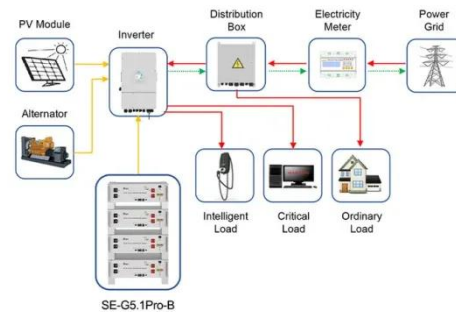 PV Module
Inverter
Distribution
Box
Electricity
Meter
Power
Grid
Alternator
Intelligent
Load
Critical
Load
Ordinary
Load
SE-G5.1Pro-B